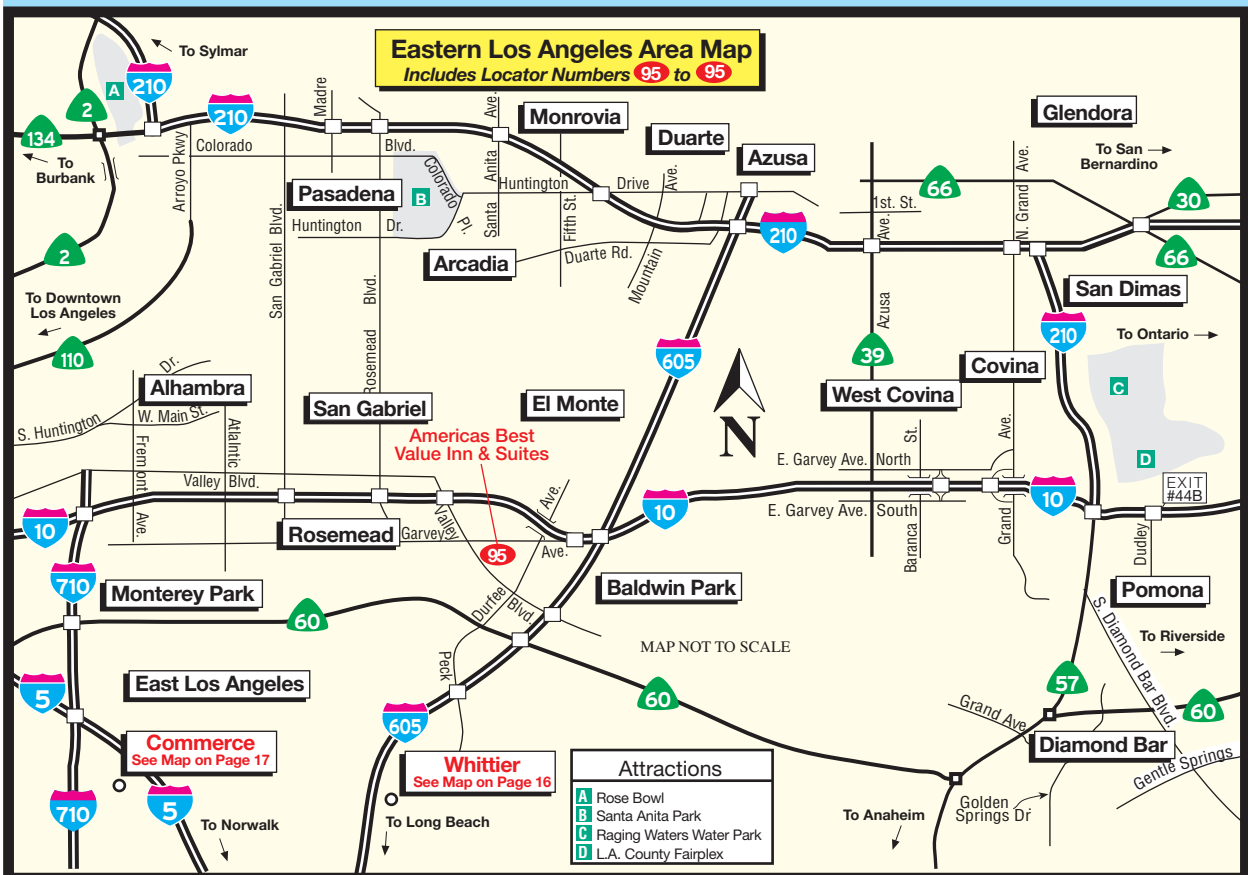 Eastern Los Angeles Area Map
Includes Locator Numbers 95 to 95
To Sylmar
A
210
2
210
134
To
Burbank
Arroyo Pkwy
Colorado
Blvd.
Madre
Ave.
Santa Anita
Monrovia
Duarte
Azusa
Glendora
To San
Bernardino
Pasadena
B
Colorado Pl.
Huntington
Drive
Ave.
Mountain
Fifth St.
Huntington
Dr.
Duarte Rd.
Arcadia
San Gabriel Blvd.
Rosemead
Blvd.
66
1st. St.
Ave.
Azusa
N. Grand
Ave.
30
66
210
San Dimas
2
To Downtown
Los Angeles
110
To Ontario
210
605
39
Covina
C
D
Dr.
Alhambra
S. Huntington
W. Main St.
Fremont
Ave.
Atlaintic
San Gabriel
El Monte
West Covina
N
Americas Best
Value Inn & Suites
95
St.
Ave.
E. Garvey Ave. North
E. Garvey Ave. South
Baranca
Grand
EXIT
#44B
Valley Blvd.
10
10
10
Rosemead
Garvey
Ave.
Ave.
Valley
Blvd.
Durfee
Peck
Dudley
710
Monterey Park
Baldwin Park
Pomona
60
MAP NOT TO SCALE
S. Diamond Bar Blvd.
To Riverside
5
East Los Angeles
60
57
60
Grand Ave.
605
Commerce
See Map on Page 17
Whittier
See Map on Page 16
Diamond Bar
Gentle Springs
Golden
Springs Dr
710
5
To Norwalk
To Long Beach
To Anaheim
Attractions
A Rose Bowl
B Santa Anita Park
C Raging Waters Water Park
D L.A. County Fairplex